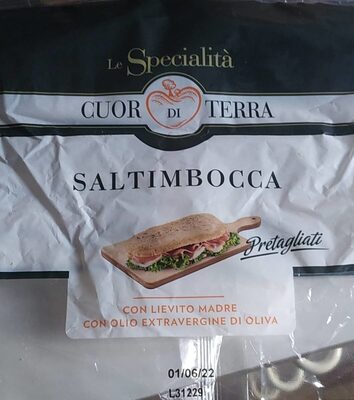 Le Specialità
CUOR DI TERRA
SALTIMBOCCA
Pretagliati
CON LIEVITO MADRE
CON OLIO EXTRAVERGINE DI OLIVA
01/06/22
L31229